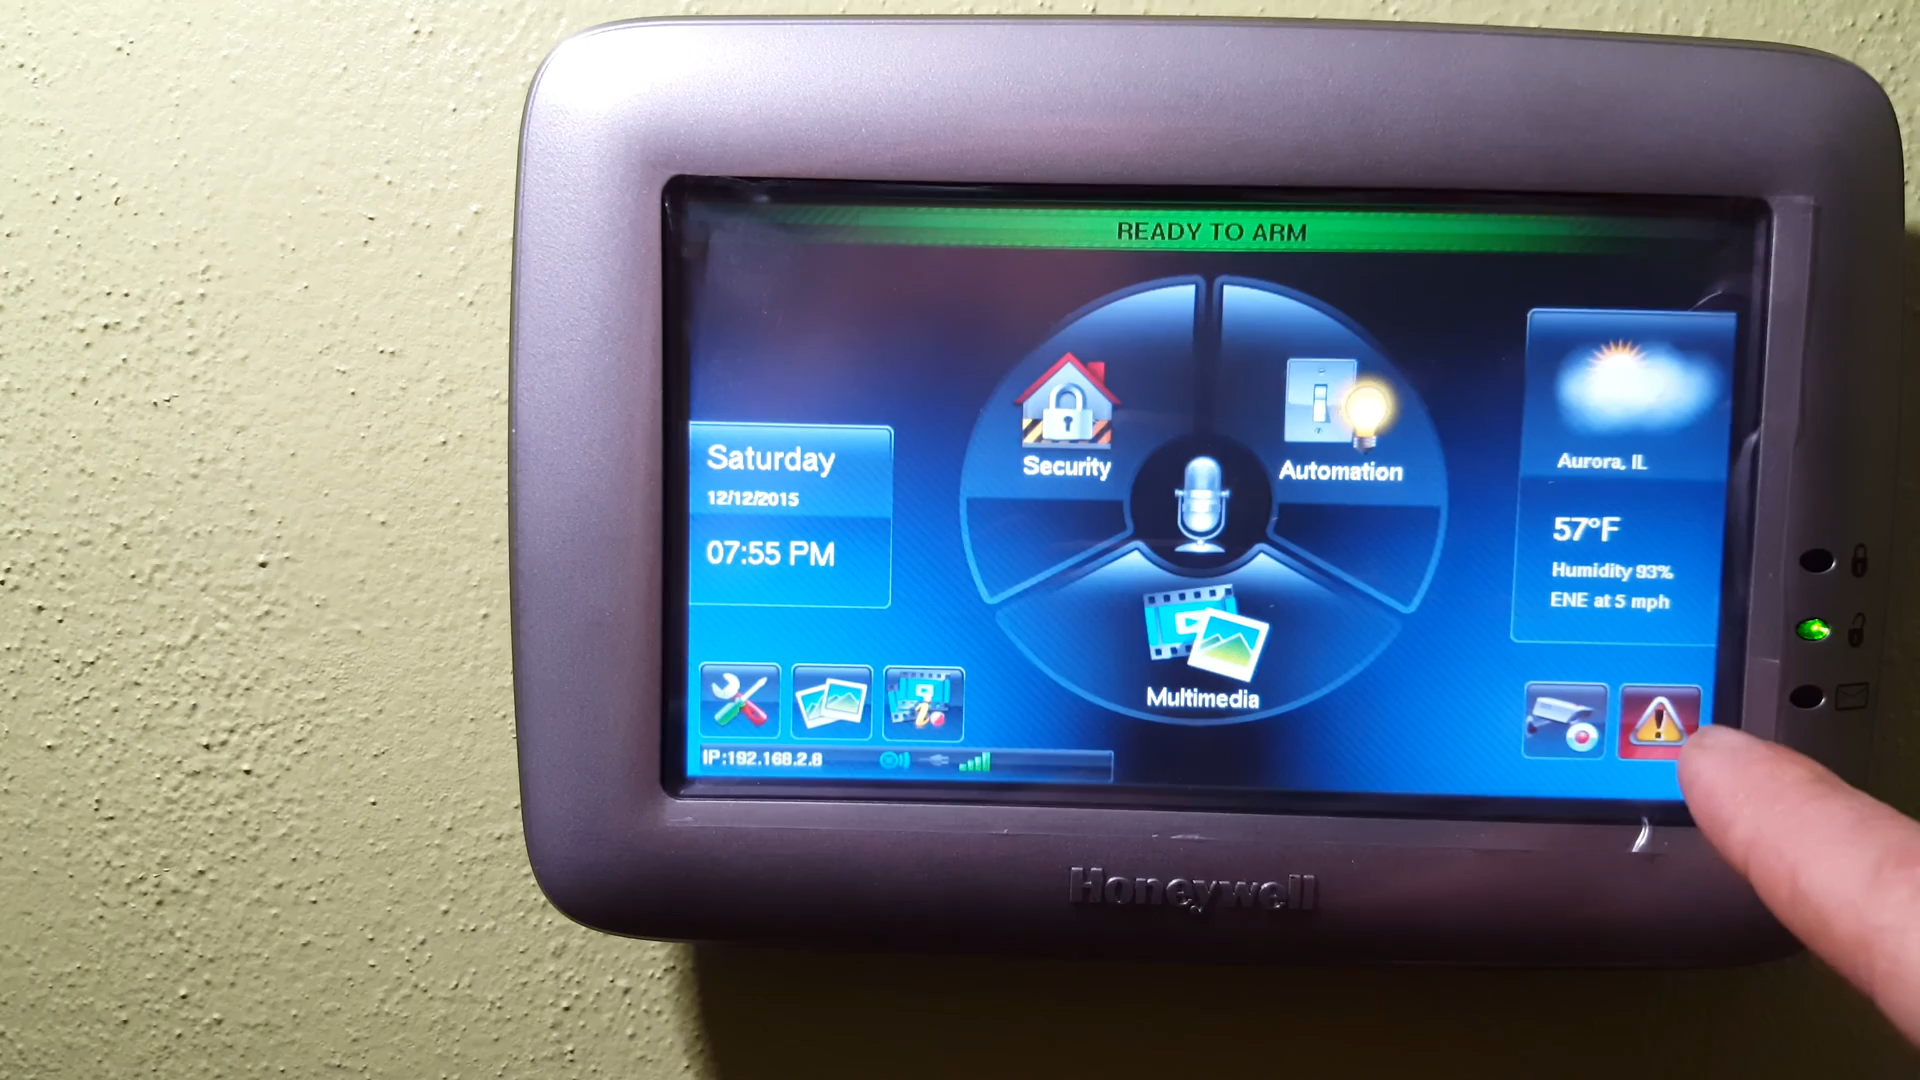 READY TO ARM
Security
Automation
Saturday
12/12/2015
07:55 PM
Aurora, IL
57°F
Humidity 93%
ENE at 5 mph
Multimedia
IP:192.168.2.8
Honeywell